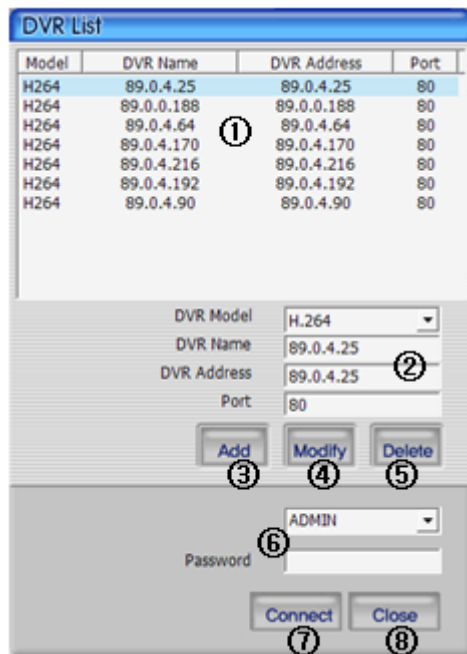 DVR List
Model DVR Name DVR Address Port
H264 89.0.4.25 89.0.4.25 80
H264 89.0.0.188 89.0.0.188 80
H264 89.0.4.64 ① 89.0.4.64 80
H264 89.0.4.170 89.0.4.170 80
H264 89.0.4.216 89.0.4.216 80
H264 89.0.4.192 89.0.4.192 80
H264 89.0.4.90 89.0.4.90 80
DVR Model H.264
DVR Name 89.0.4.25
DVR Address 89.0.4.25 ②
Port 80
Add Modify Delete
③ ④ ⑤
ADMIN
⑥
Password
Connect Close
⑦ ⑧